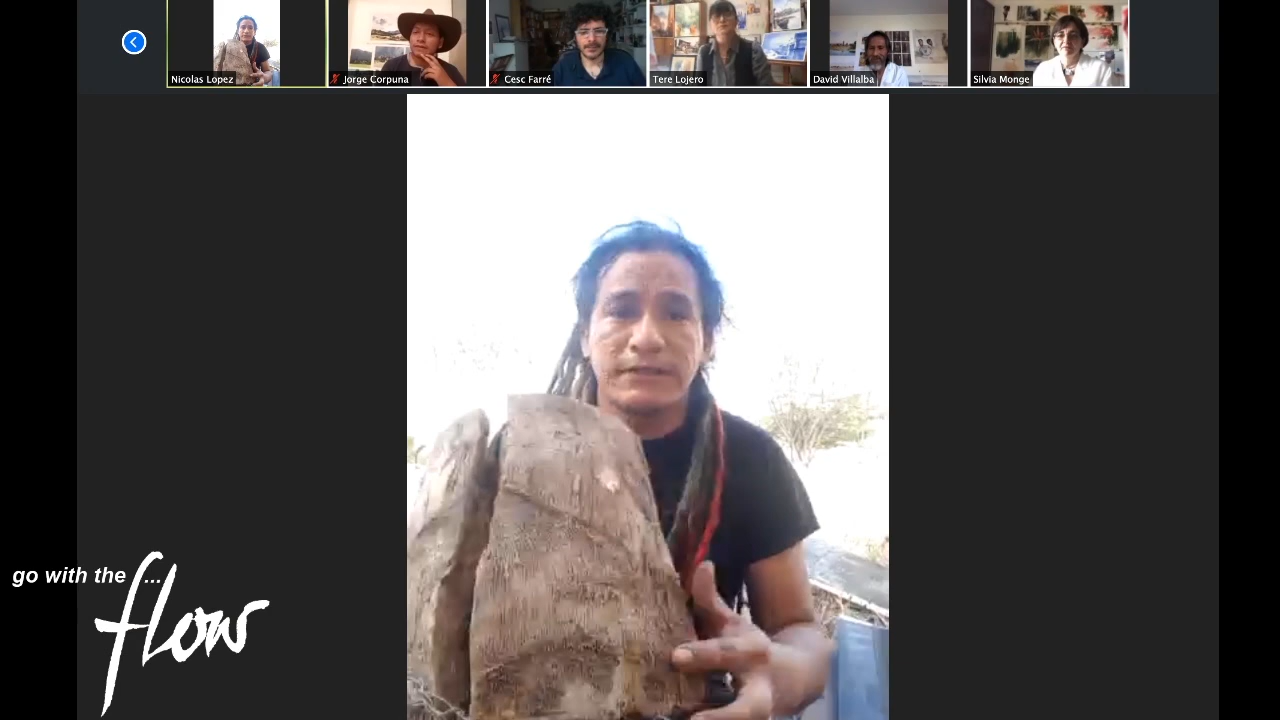 Nicolas Lopez
Jorge Corpuna
Cesc Farré
Tere Lojero
David Villalba
Silvia Monge
go with the ...
flow